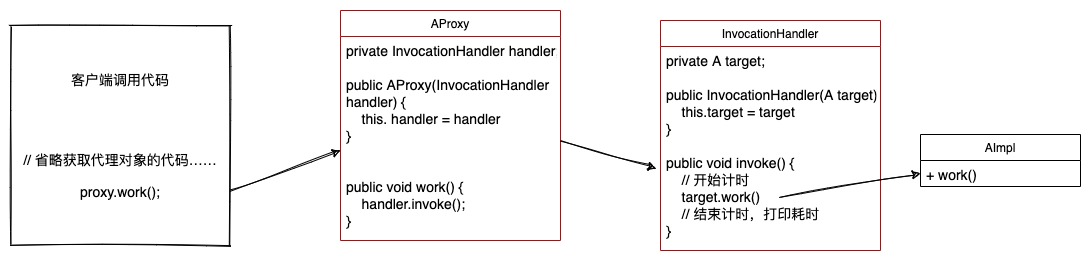 客户端调用代码
// 省略获取代理对象的代码……
proxy.work();
AProxy
private InvocationHandler handler
public AProxy(InvocationHandler
handler) {
this. handler = handler
}
public void work() {
handler.invoke();
}
InvocationHandler
private A target;
public InvocationHandler(A target)
this.target = target
}
public void invoke() {
// 开始计时
target.work()
// 结束计时，打印耗时
}
AImpl
+ work()